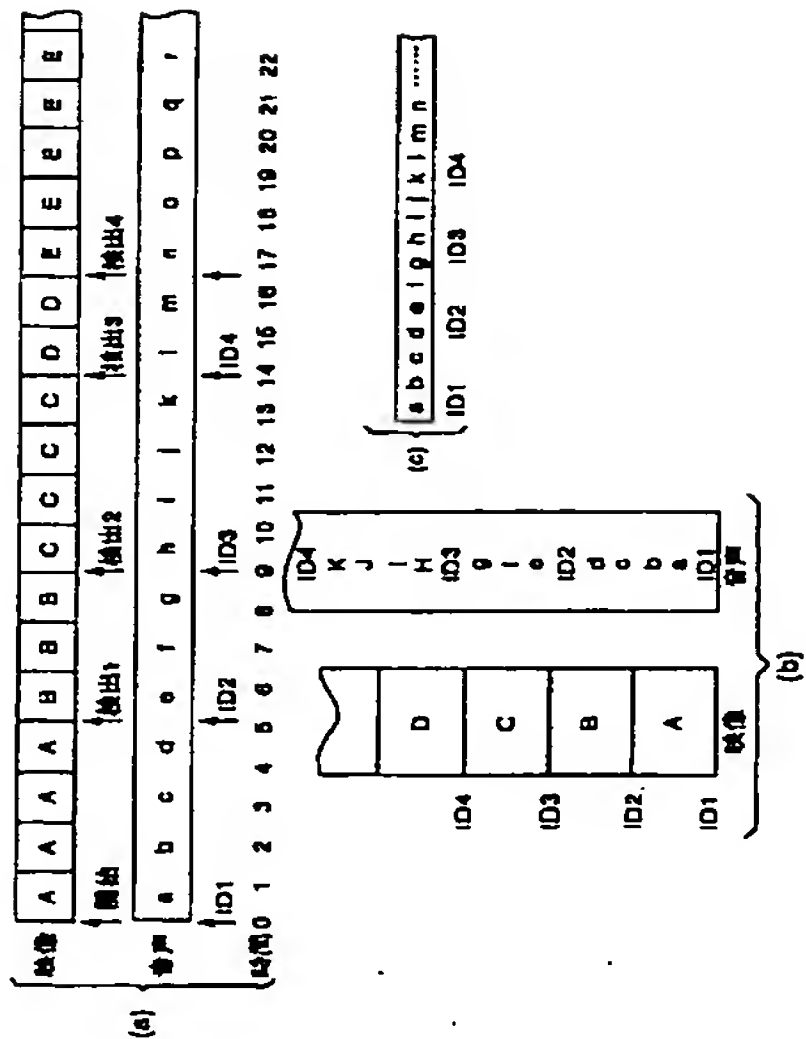 (a)
映像 A A A A B B B C C C C D D E E E E E
開始 検出1 検出2 検出3 検出4
音声 a b c d e f g h i j k l m n o p q r
ID1 ID2 ID3 ID4
時間 0 1 2 3 4 5 6 7 8 9 10 11 12 13 14 15 16 17 18 19 20 21 22
(b)
D
ID4
C
ID3
B
ID2
A
ID1
映像
ID4
K
J
I
H
ID3
g
f
e
ID2
d
c
b
a
ID1
音声
(c)
a b c d e f g h i j k l m n ……
ID1 ID2 ID3 ID4